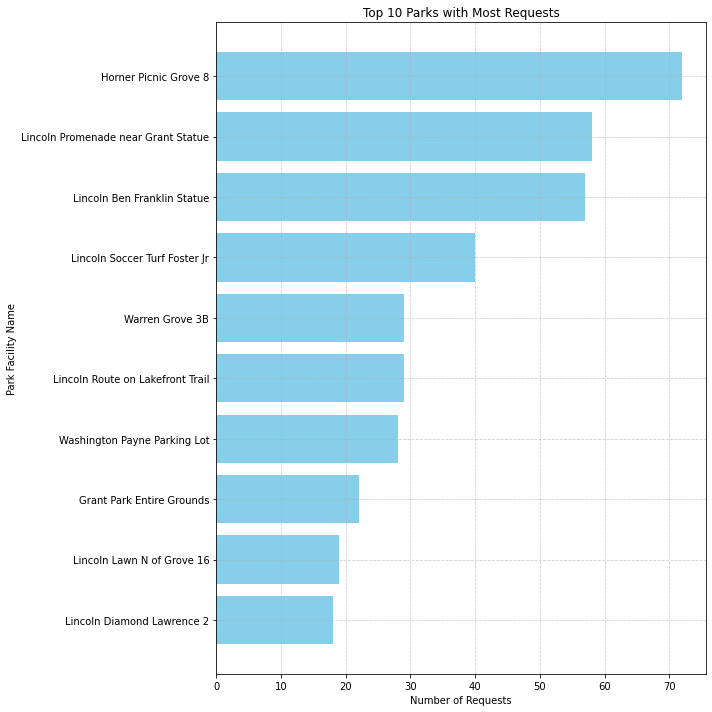 Top 10 Parks with Most Requests
Park Facility Name
Horner Picnic Grove 8
Lincoln Promenade near Grant Statue
Lincoln Ben Franklin Statue
Lincoln Soccer Turf Foster Jr
Warren Grove 3B
Lincoln Route on Lakefront Trail
Washington Payne Parking Lot
Grant Park Entire Grounds
Lincoln Lawn N of Grove 16
Lincoln Diamond Lawrence 2
0 10 20 30 40 50 60 70
Number of Requests